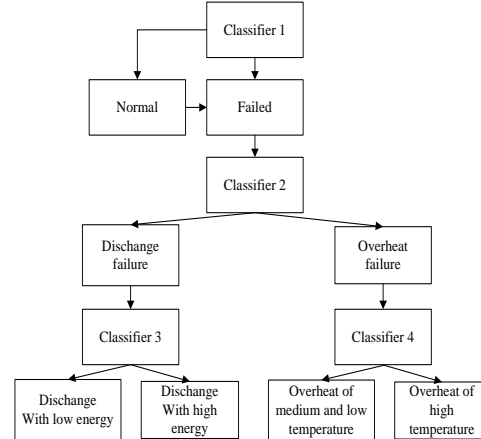 Classifier 1
Normal
Failed
Classifier 2
Dischange
failure
Overheat
failure
Classifier 3
Classifier 4
Dischange
With low energy
Dischange
With high
energy
Overheat of
medium and low
temperature
Overheat of
high
temperature